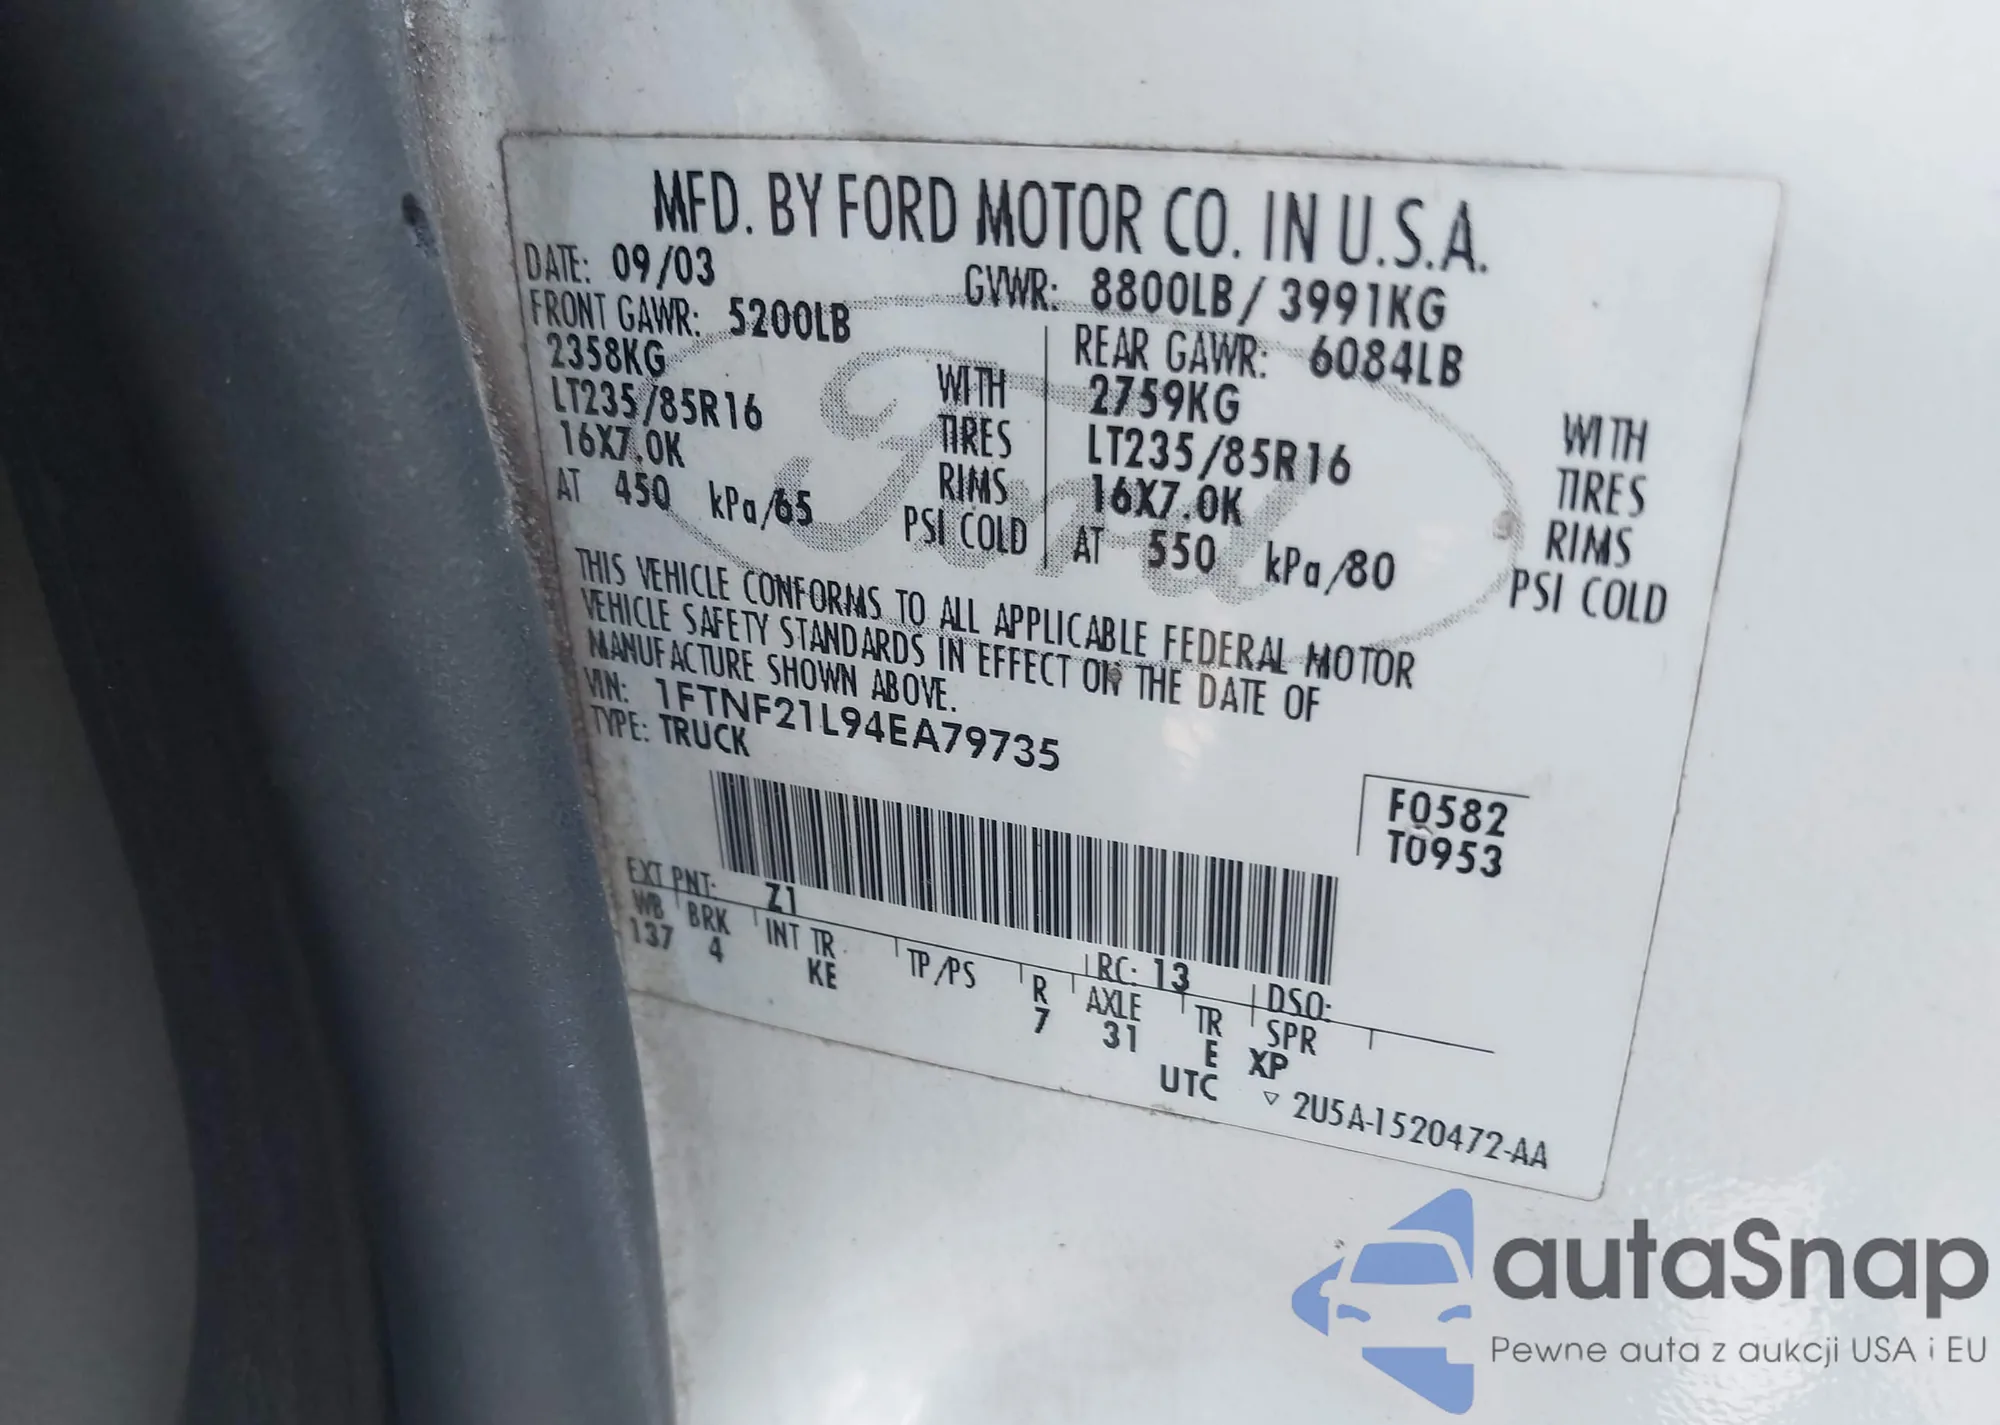 MFD. BY FORD MOTOR CO. IN U.S.A.
DATE: 09/03 GVWR: 8800LB / 3991KG
FRONT GAWR: 5200LB REAR GAWR: 6084LB
2358KG WITH 2759KG WITH
LT235/85R16 TIRES LT235/85R16 TIRES
16X7.0K RIMS 16X7.0K RIMS
AT 450 kPa/65 PSI COLD AT 550 kPa/80 PSI COLD
Ford
THIS VEHICLE CONFORMS TO ALL APPLICABLE FEDERAL MOTOR
VEHICLE SAFETY STANDARDS IN EFFECT ON THE DATE OF
MANUFACTURE SHOWN ABOVE.
VIN: 1FTNF21L94EA79735
TYPE: TRUCK
F0582
T0953
EXT PNT: Z1 RC: 13 DSO:
WB BRK INT TR TP/PS R AXLE TR SPR
137 4 KE 7 31 E XP
UTC ▽ 2U5A-1520472-AA
autaSnap
Pewne auta z aukcji USA i EU